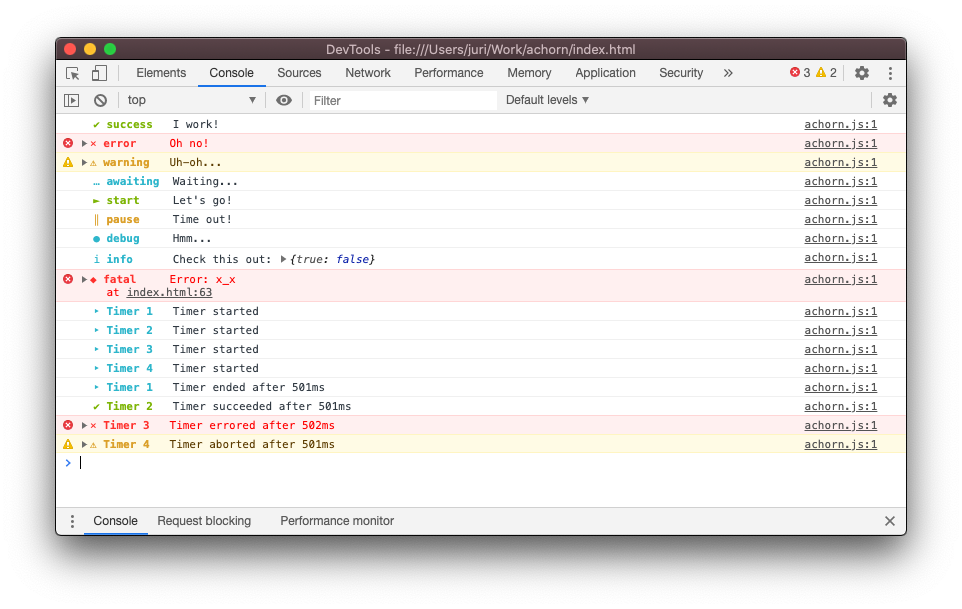 DevTools - file:///Users/juri/Work/achorn/index.html
Elements Console Sources Network Performance Memory Application Security » 3 2
top ▼ Filter Default levels ▼
✔ success I work! achorn.js:1
▶ ✕ error Oh no! achorn.js:1
▶ ⚠ warning Uh-oh... achorn.js:1
… awaiting Waiting... achorn.js:1
► start Let's go! achorn.js:1
‖ pause Time out! achorn.js:1
● debug Hmm... achorn.js:1
i info Check this out: ▶{true: false} achorn.js:1
▶ ◆ fatal Error: x_x achorn.js:1
at index.html:63
‣ Timer 1 Timer started achorn.js:1
‣ Timer 2 Timer started achorn.js:1
‣ Timer 3 Timer started achorn.js:1
‣ Timer 4 Timer started achorn.js:1
‣ Timer 1 Timer ended after 501ms achorn.js:1
✔ Timer 2 Timer succeeded after 501ms achorn.js:1
▶ ✕ Timer 3 Timer errored after 502ms achorn.js:1
▶ ⚠ Timer 4 Timer aborted after 501ms achorn.js:1
>
Console Request blocking Performance monitor